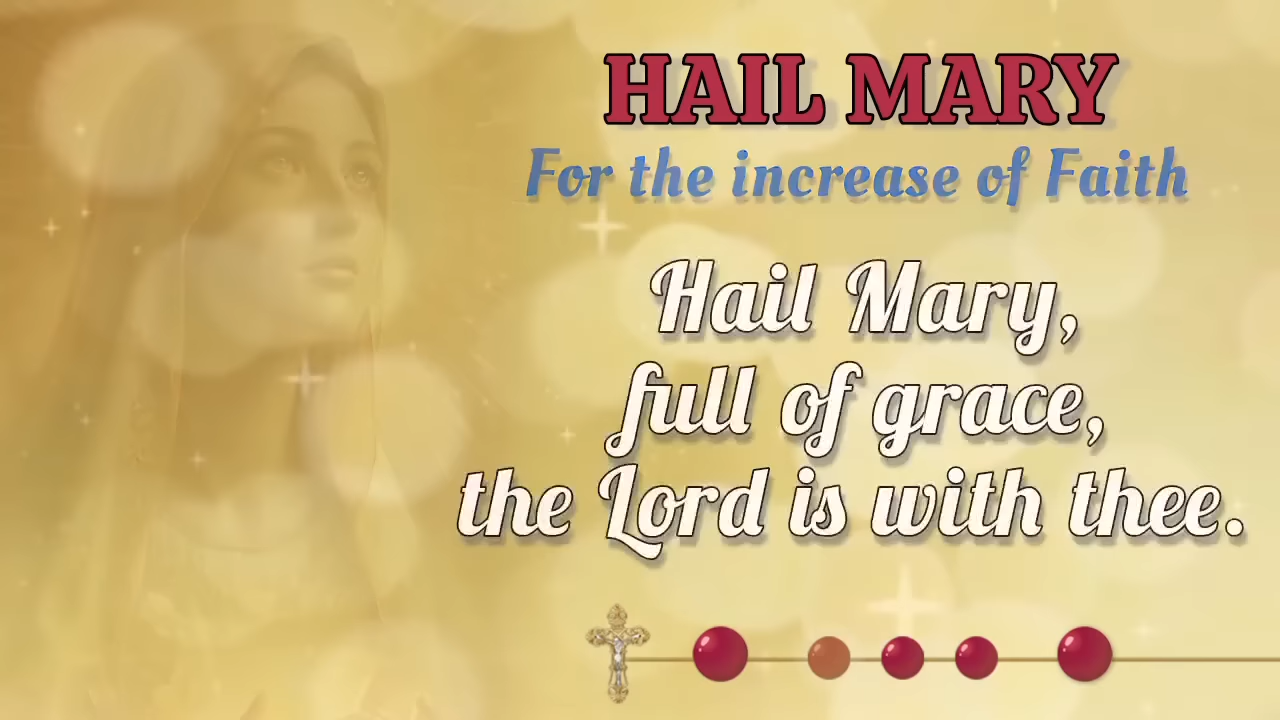 HAIL MARY
For the increase of Faith
Hail Mary,
full of grace,
the Lord is with thee.